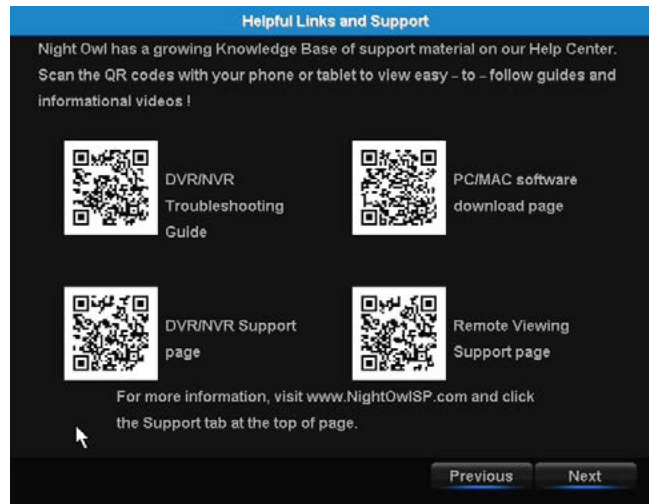 Helpful Links and Support
Night Owl has a growing Knowledge Base of support material on our Help Center.
Scan the QR codes with your phone or tablet to view easy - to - follow guides and
informational videos !
DVR/NVR
Troubleshooting
Guide
PC/MAC software
download page
DVR/NVR Support
page
Remote Viewing
Support page
For more information, visit www.NightOwlSP.com and click
the Support tab at the top of page.
Previous
Next